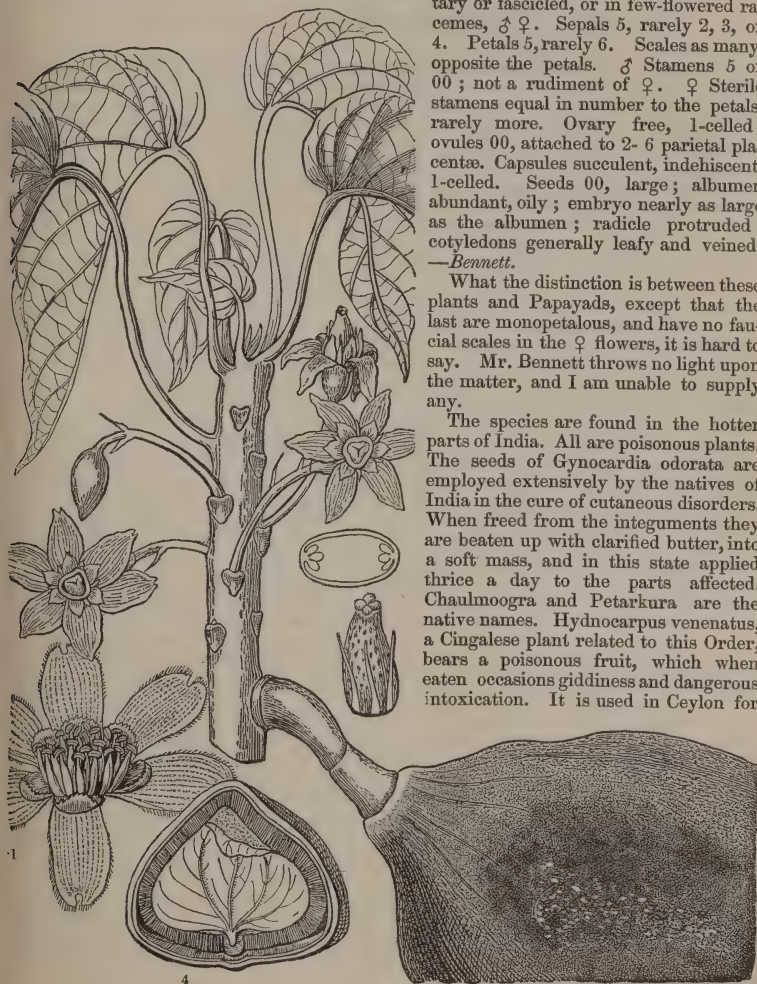 tary or fascicled, or in few-flowered ra
cemes, ♂ ♀. Sepals 5, rarely 2, 3, o
4. Petals 5, rarely 6. Scales as many
opposite the petals. ♂ Stamens 5 o
00 ; not a rudiment of ♀. ♀ Steril
stamens equal in number to the petals
rarely more. Ovary free, 1-celled
ovules 00, attached to 2- 6 parietal pla
centæ. Capsules succulent, indehiscent
1-celled. Seeds 00, large ; albumen
abundant, oily ; embryo nearly as large
as the albumen ; radicle protruded
cotyledons generally leafy and veined
—Bennett.
What the distinction is between these
plants and Papayads, except that the
last are monopetalous, and have no fau-
cial scales in the ♀ flowers, it is hard to
say. Mr. Bennett throws no light upon
the matter, and I am unable to supply
any.
The species are found in the hotter
parts of India. All are poisonous plants.
The seeds of Gynocardia odorata are
employed extensively by the natives of
India in the cure of cutaneous disorders.
When freed from the integuments they
are beaten up with clarified butter, into
a soft mass, and in this state applied
thrice a day to the parts affected.
Chaulmoogra and Petarkura are the
native names. Hydnocarpus venenatus,
a Cingalese plant related to this Order,
bears a poisonous fruit, which when
eaten occasions giddiness and dangerous
intoxication. It is used in Ceylon for
1
4